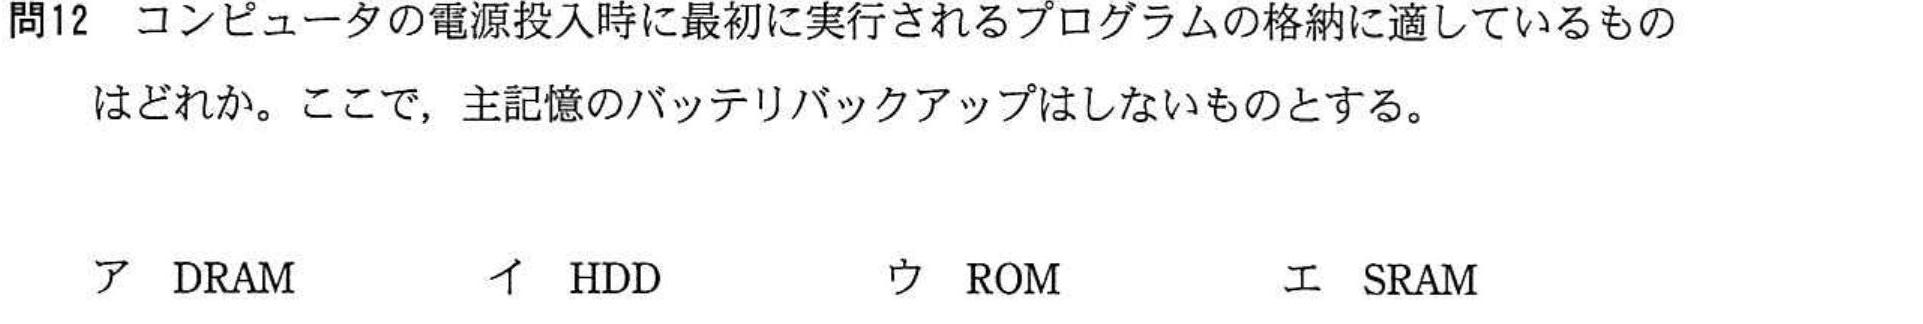 問12 コンピュータの電源投入時に最初に実行されるプログラムの格納に適しているもの
はどれか。ここで，主記憶のバッテリバックアップはしないものとする。
ア DRAM イ HDD ウ ROM エ SRAM